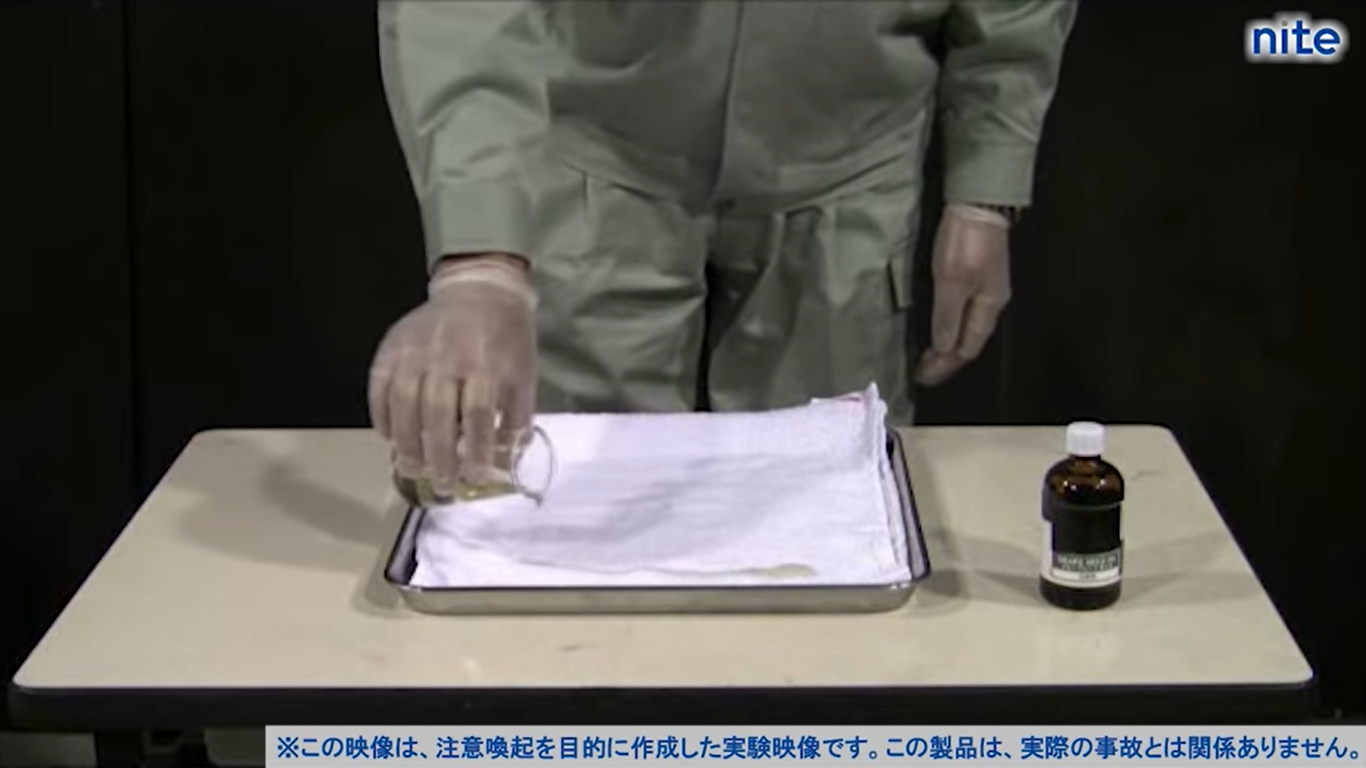 nite
※この映像は、注意喚起を目的に作成した実験映像です。この製品は、実際の事故とは関係ありません。